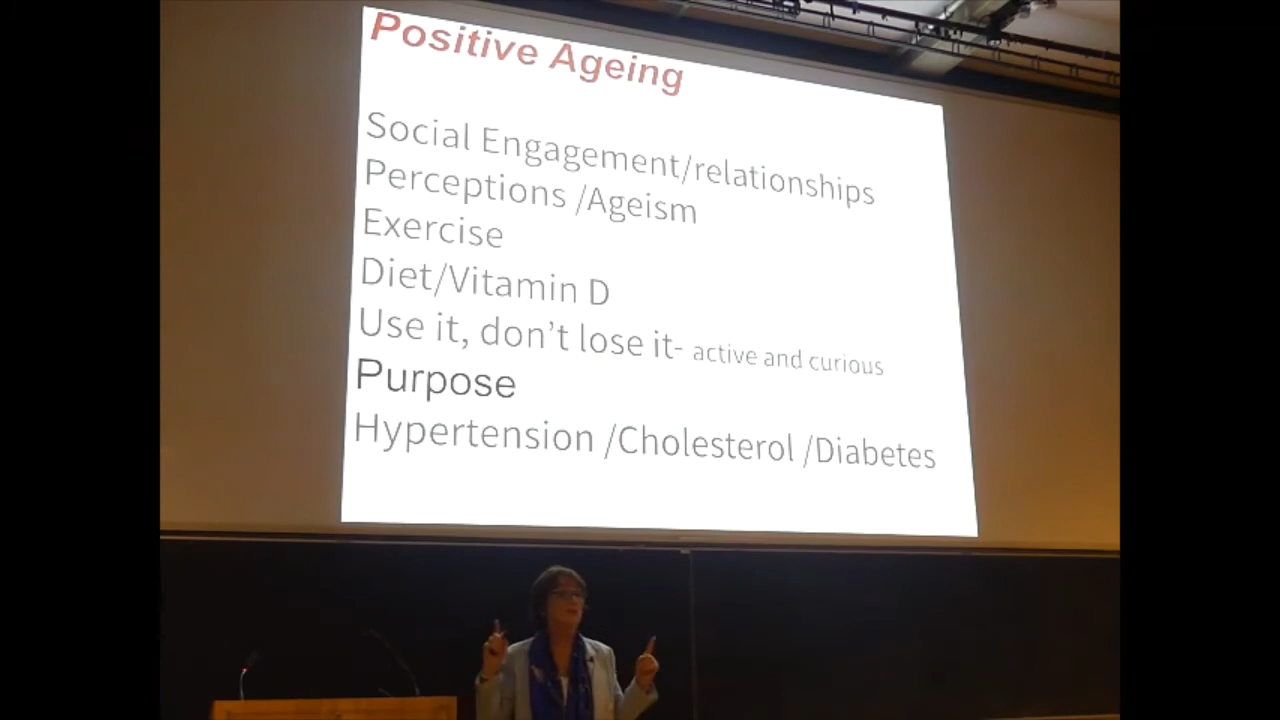 Positive Ageing
Social Engagement/relationships
Perceptions /Ageism
Exercise
Diet/Vitamin D
Use it, don’t lose it- active and curious
Purpose
Hypertension /Cholesterol /Diabetes